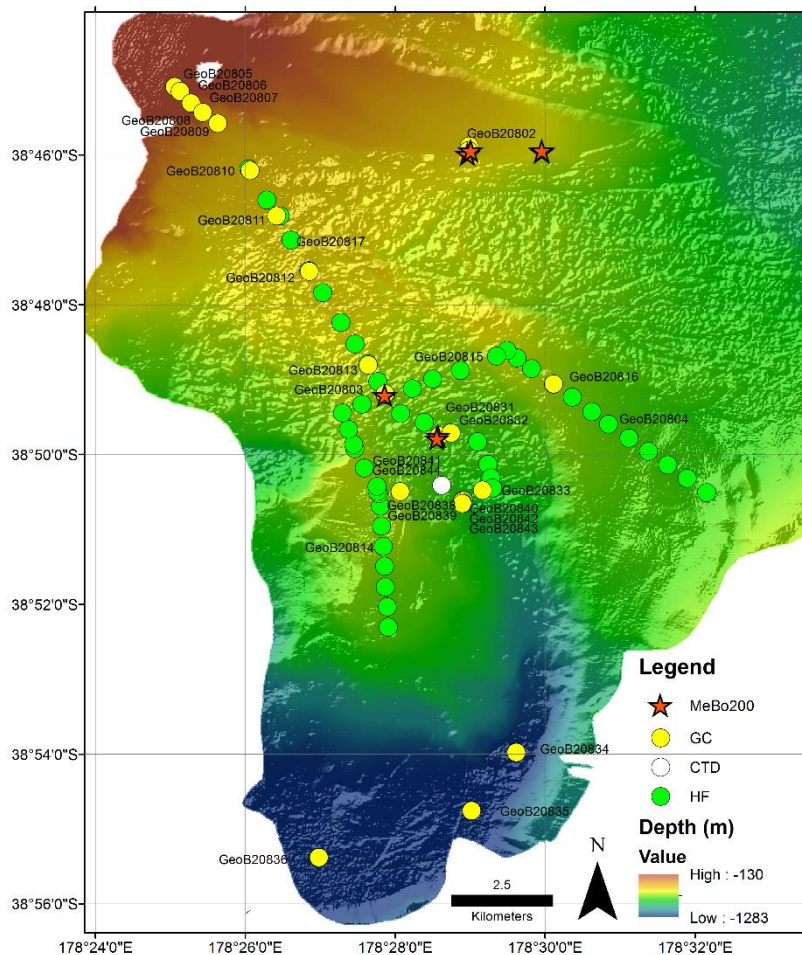 GeoB20805
GeoB20806
GeoB20807
GeoB20808
GeoB20809
GeoB20802
38°46'0"S
GeoB20810
GeoB20811
GeoB20817
GeoB20812
38°48'0"S
GeoB20815
GeoB20813
GeoB20816
GeoB20803
GeoB20831
GeoB20832
GeoB20804
38°50'0"S
GeoB20841
GeoB20844
GeoB20833
GeoB20838
GeoB20840
GeoB20839
GeoB20842
GeoB20843
GeoB20814
38°52'0"S
Legend
MeBo200
GC
CTD
HF
38°54'0"S
GeoB20834
GeoB20835
GeoB20836
Depth (m)
Value
High : -130
Low : -1283
N
2.5
Kilometers
38°56'0"S
178°24'0"E
178°26'0"E
178°28'0"E
178°30'0"E
178°32'0"E